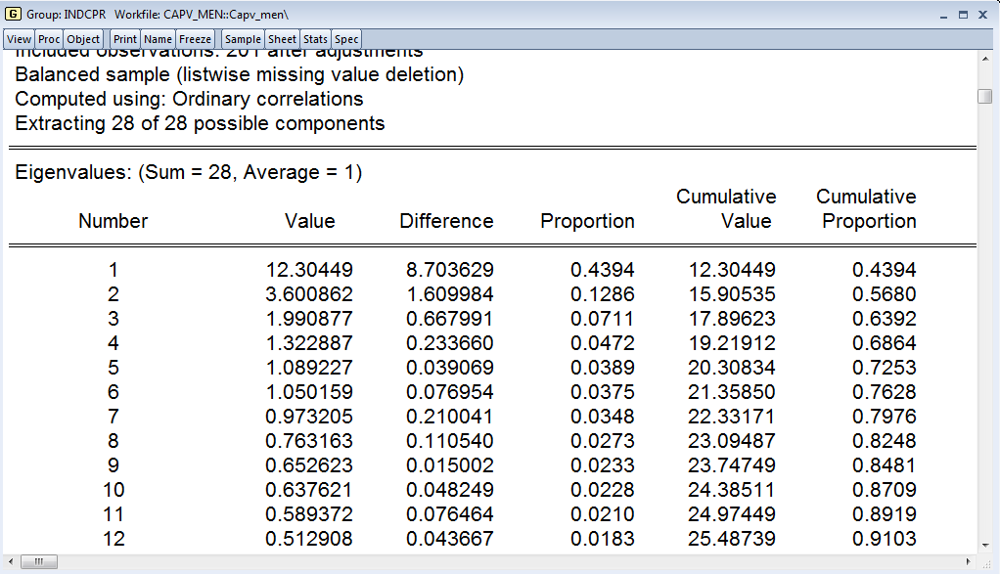 Group: INDCPR Workfile: CAPV_MEN::Capv_men\
View Proc Object Print Name Freeze Sample Sheet Stats Spec
Included observations: 201 after adjustments
Balanced sample (listwise missing value deletion)
Computed using: Ordinary correlations
Extracting 28 of 28 possible components
Eigenvalues: (Sum = 28, Average = 1)
Cumulative Cumulative
Number Value Difference Proportion Value Proportion
1 12.30449 8.703629 0.4394 12.30449 0.4394
2 3.600862 1.609984 0.1286 15.90535 0.5680
3 1.990877 0.667991 0.0711 17.89623 0.6392
4 1.322887 0.233660 0.0472 19.21912 0.6864
5 1.089227 0.039069 0.0389 20.30834 0.7253
6 1.050159 0.076954 0.0375 21.35850 0.7628
7 0.973205 0.210041 0.0348 22.33171 0.7976
8 0.763163 0.110540 0.0273 23.09487 0.8248
9 0.652623 0.015002 0.0233 23.74749 0.8481
10 0.637621 0.048249 0.0228 24.38511 0.8709
11 0.589372 0.076464 0.0210 24.97449 0.8919
12 0.512908 0.043667 0.0183 25.48739 0.9103